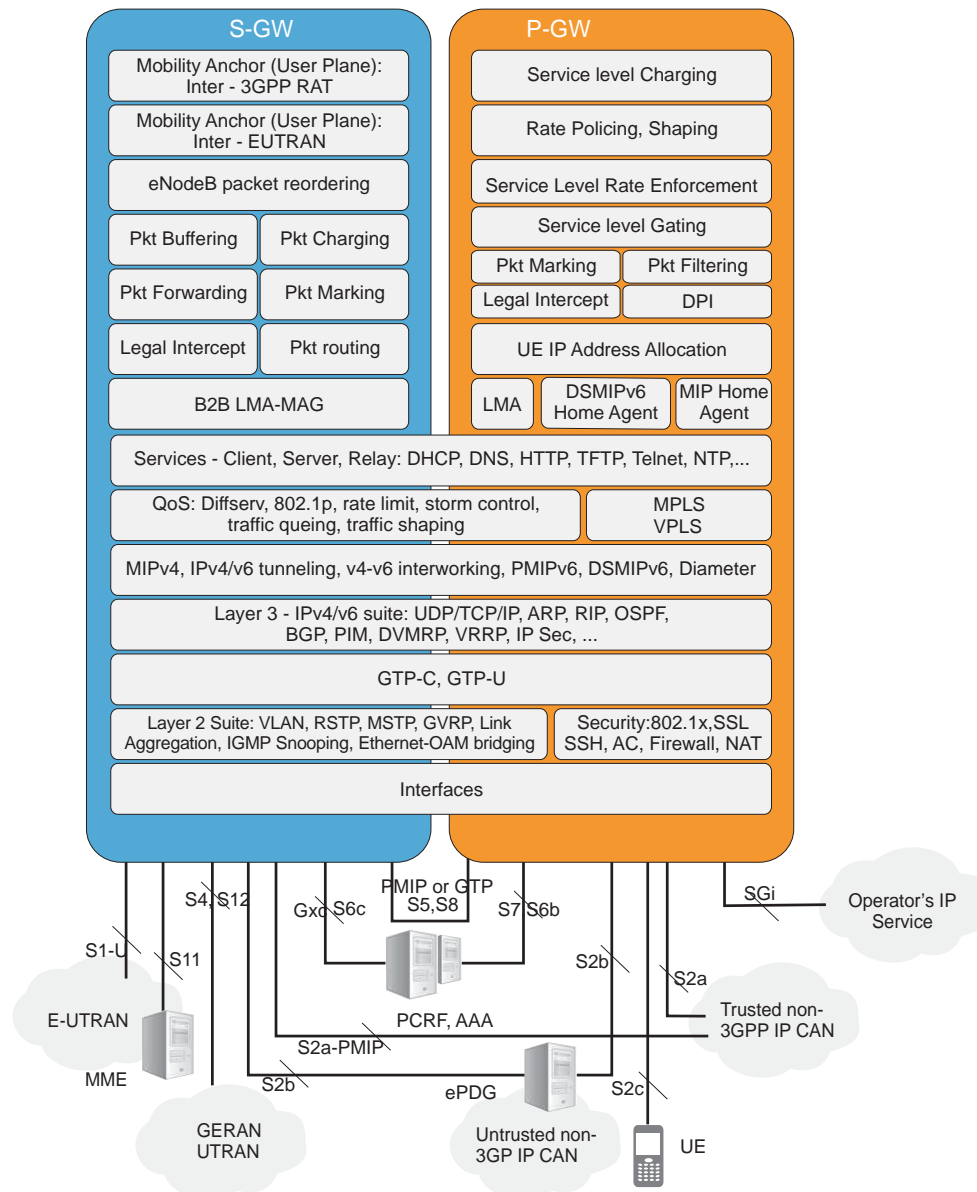 S-GW
P-GW
Mobility Anchor (User Plane):
Inter - 3GPP RAT
Service level Charging
Mobility Anchor (User Plane):
Inter - EUTRAN
Rate Policing, Shaping
eNodeB packet reordering
Service Level Rate Enforcement
Pkt Buffering
Pkt Charging
Service level Gating
Pkt Marking
Pkt Filtering
Pkt Forwarding
Pkt Marking
Legal Intercept
DPI
Legal Intercept
Pkt routing
UE IP Address Allocation
B2B LMA-MAG
LMA
DSMIPv6
Home Agent
MIP Home
Agent
Services - Client, Server, Relay: DHCP, DNS, HTTP, TFTP, Telnet, NTP,...
QoS: Diffserv, 802.1p, rate limit, storm control,
traffic queing, traffic shaping
MPLS
VPLS
MIPv4, IPv4/v6 tunneling, v4-v6 interworking, PMIPv6, DSMIPv6, Diameter
Layer 3 - IPv4/v6 suite: UDP/TCP/IP, ARP, RIP, OSPF,
BGP, PIM, DVMRP, VRRP, IP Sec, ...
GTP-C, GTP-U
Layer 2 Suite: VLAN, RSTP, MSTP, GVRP, Link
Aggregation, IGMP Snooping, Ethernet-OAM bridging
Security:802.1x,SSL
SSH, AC, Firewall, NAT
Interfaces
S4, S12
Gxc
S6c
PMIP or GTP
S5,S8
S7
S6b
SGi
Operator's IP
Service
S1-U
S11
S2b
S2a
E-UTRAN
PCRF, AAA
Trusted non-
3GPP IP CAN
S2a-PMIP
MME
S2b
ePDG
S2c
GERAN
UTRAN
Untrusted non-
3GP IP CAN
UE